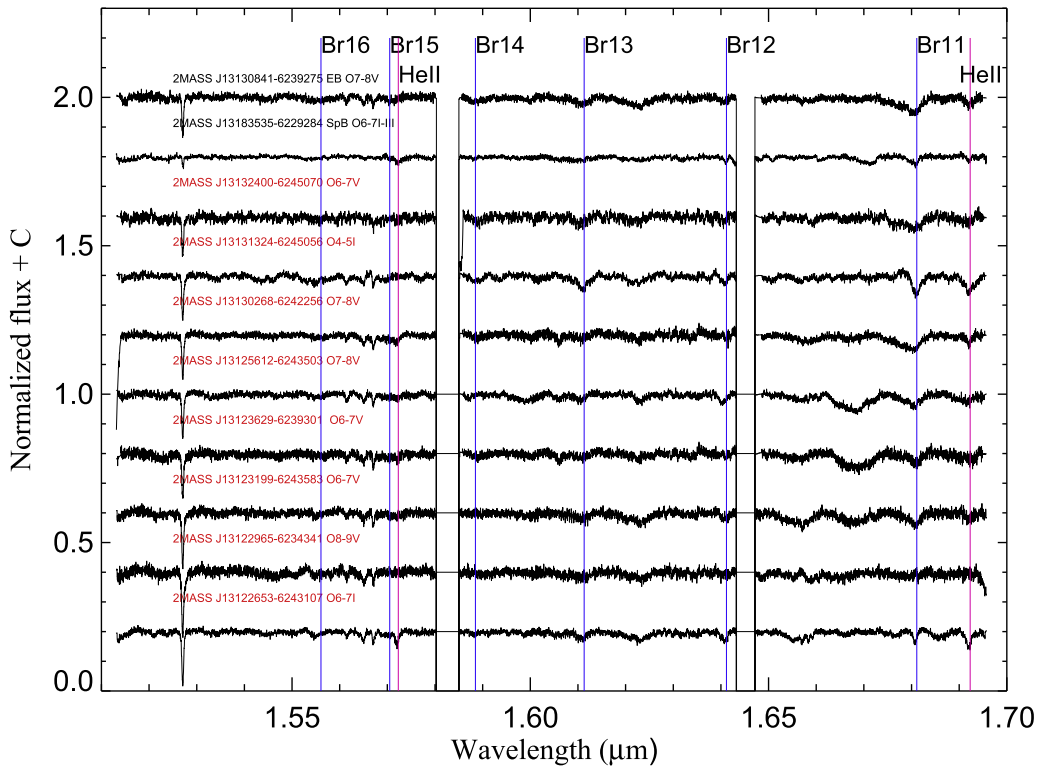 Br16
Br15
Br14
Br13
Br12
Br11
HeII
HeII
2MASS J13130841-6239275 EB O7-8V
2MASS J13183535-6229284 SpB O6-7I-III
2MASS J13132400-6245070 O6-7V
2MASS J13131324-6245056 O4-5I
2MASS J13130268-6242256 O7-8V
2MASS J13125612-6243503 O7-8V
2MASS J13123629-6239301 O6-7V
2MASS J13123199-6243583 O6-7V
2MASS J13122965-6234341 O8-9V
2MASS J13122653-6243107 O6-7I
2.0
1.5
1.0
0.5
0.0
Normalized flux + C
1.55
1.60
1.65
1.70
Wavelength (μm)